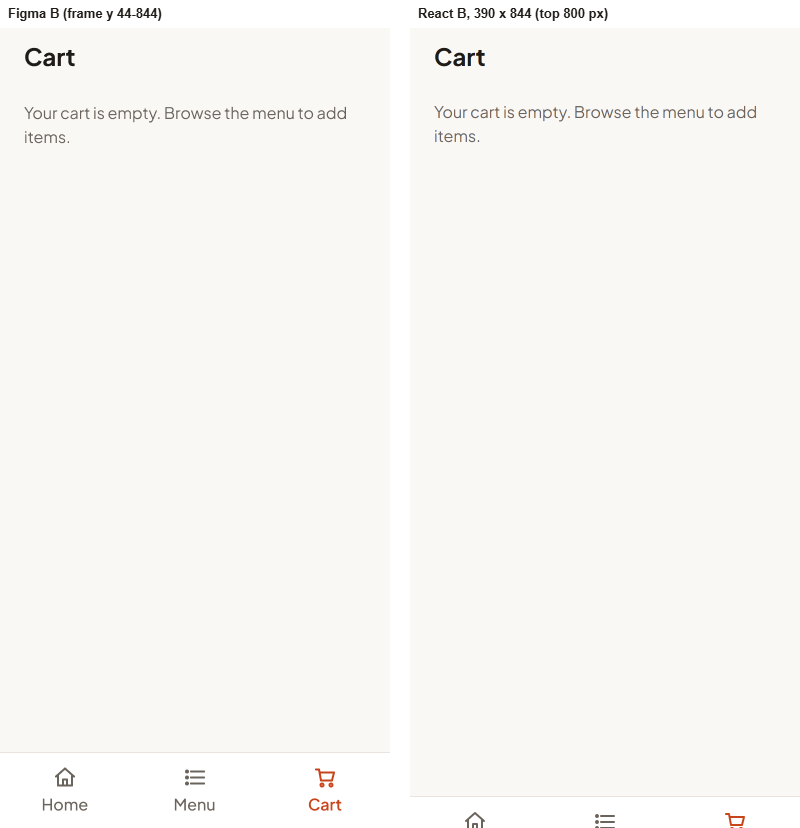 Figma B (frame y 44-844)
Cart
Your cart is empty. Browse the menu to add
items.
Home
Menu
Cart
React B, 390 x 844 (top 800 px)
Cart
Your cart is empty. Browse the menu to add
items.